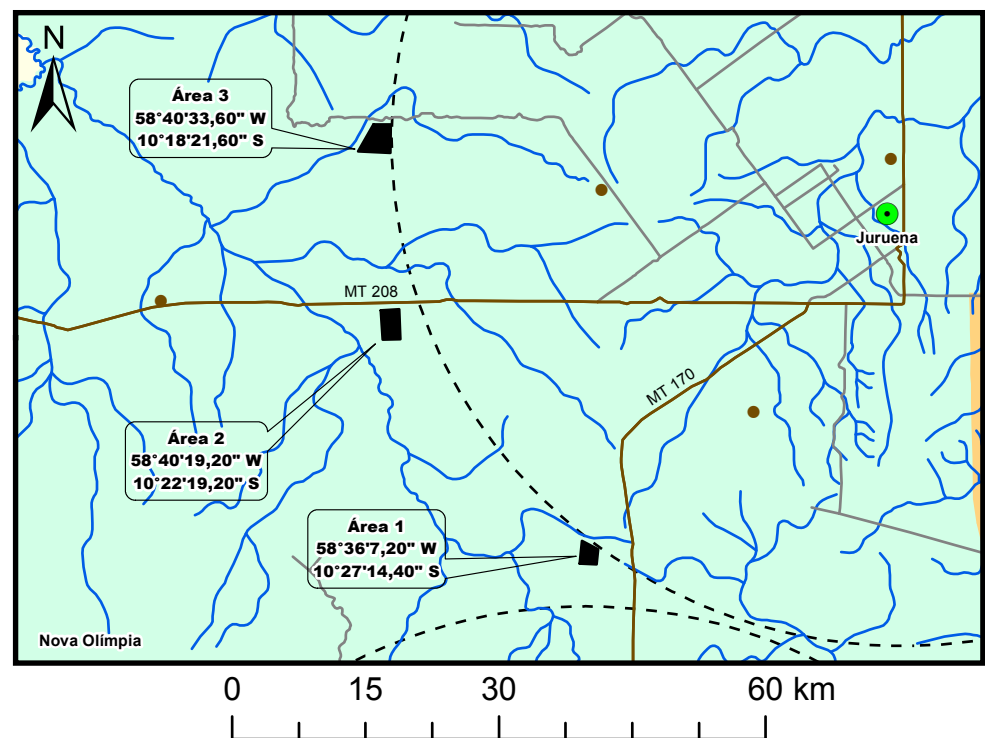 N
Área 3
58°40'33,60" W
10°18'21,60" S
Juruena
MT 208
MT 170
Área 2
58°40'19,20" W
10°22'19,20" S
Área 1
58°36'7,20" W
10°27'14,40" S
Nova Olímpia
0 15 30 60 km